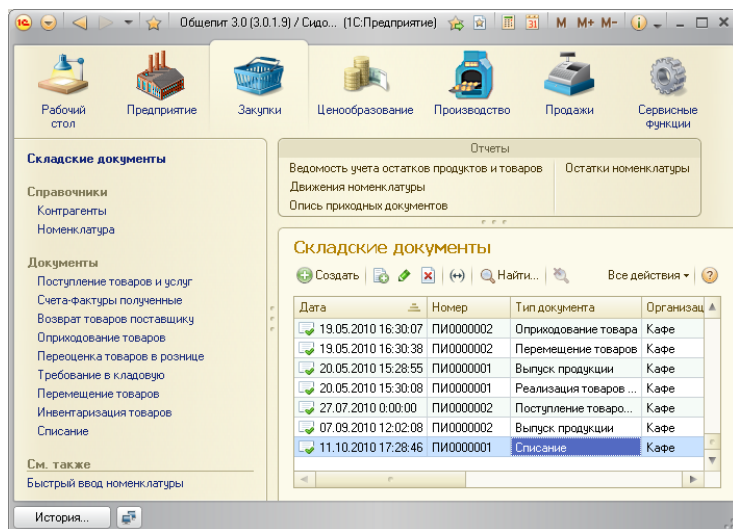 1С Общепит 3.0 (3.0.1.9) / Сидо... (1С:Предприятие) 31 M M+ M-
Рабочий стол Предприятие Закупки Ценообразование Производство Продажи Сервисные функции
Складские документы
Справочники
Контрагенты
Номенклатура
Документы
Поступление товаров и услуг
Счета-фактуры полученные
Возврат товаров поставщику
Оприходование товаров
Переоценка товаров в рознице
Требование в кладовую
Перемещение товаров
Инвентаризация товаров
Списание
См. также
Быстрый ввод номенклатуры
Отчеты
Ведомость учета остатков продуктов и товаров Остатки номенклатуры
Движения номенклатуры
Опись приходных документов
Складские документы
Создать Найти... Все действия ?
Дата Номер Тип документа Организац
19.05.2010 16:30:07 ПИ0000002 Оприходование товара Кафе
19.05.2010 16:30:38 ПИ0000002 Перемещение товаров Кафе
20.05.2010 15:28:55 ПИ0000001 Выпуск продукции Кафе
20.05.2010 15:30:08 ПИ0000001 Реализация товаров ... Кафе
27.07.2010 0:00:00 ПИ0000002 Поступление товаро... Кафе
07.09.2010 12:02:08 ПИ0000002 Выпуск продукции Кафе
11.10.2010 17:28:46 ПИ0000001 Списание Кафе
История...